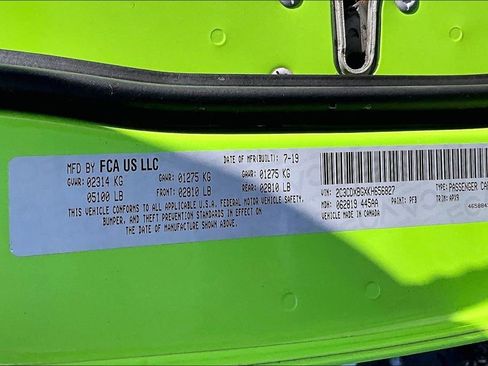 MFD BY FCA US LLC DATE OF MFR(BUILT): 7-19
GVWR: 02314 KG GAWR: 01275 KG GAWR: 01275 KG
05100 LB FRONT: 02810 LB REAR: 02810 LB
THIS VEHICLE CONFORMS TO ALL APPLICABLE U.S.A. FEDERAL MOTOR VEHICLE SAFETY,
BUMPER, AND THEFT PREVENTION STANDARDS IN EFFECT ON
THE DATE OF MANUFACTURE SHOWN ABOVE.
VIN: 2C3CDXBGXKH656827 TYPE: PASSENGER CA
MDH: 062819 445AA PAINT: PFB TRIM: APX9
VEHICLE MADE IN CANADA